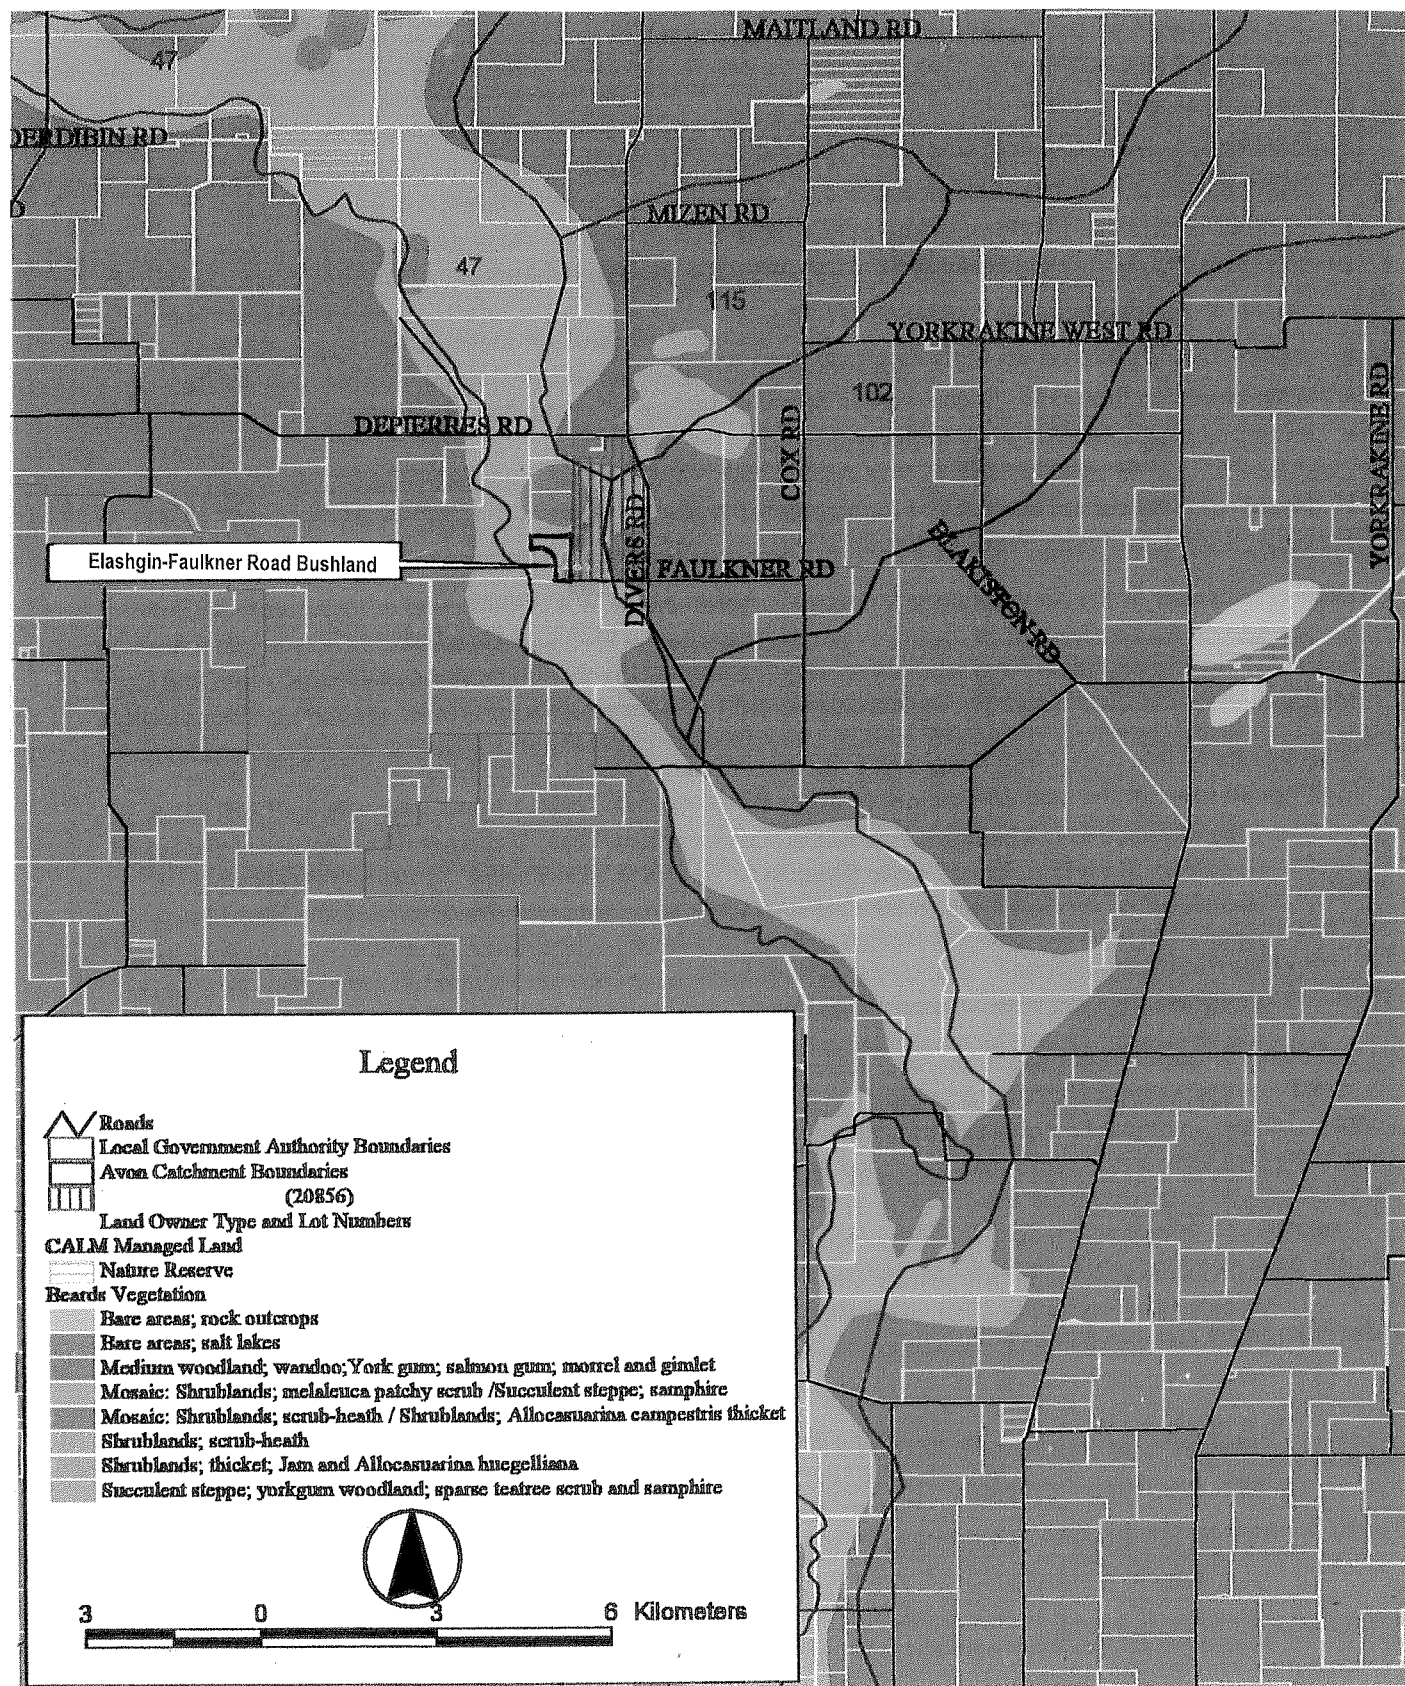 MAITLAND RD
47
DERDIBIN RD
D
MIZEN RD
47
115
YORKRAKINE WEST RD
YORKRAKINE RD
102
DEPIERRES RD
COX RD
DIVERS RD
BLAKISTON RD
Elashgin-Faulkner Road Bushland
FAULKNER RD
Legend
Roads
Local Government Authority Boundaries
Avon Catchment Boundaries
(20856)
Land Owner Type and Lot Numbers
CALM Managed Land
Nature Reserve
Beards Vegetation
Bare areas; rock outcrops
Bare areas; salt lakes
Medium woodland; wandoo; York gum; salmon gum; morrel and gimlet
Mosaic: Shrublands; melaleuca patchy scrub /Succulent steppe; samphire
Mosaic: Shrublands; scrub-heath / Shrublands; Allocasuarina campestris thicket
Shrublands; scrub-heath
Shrublands; thicket; Jam and Allocasuarina huegelliana
Succulent steppe; yorkgum woodland; sparse teatree scrub and samphire
3 0 3 6 Kilometers